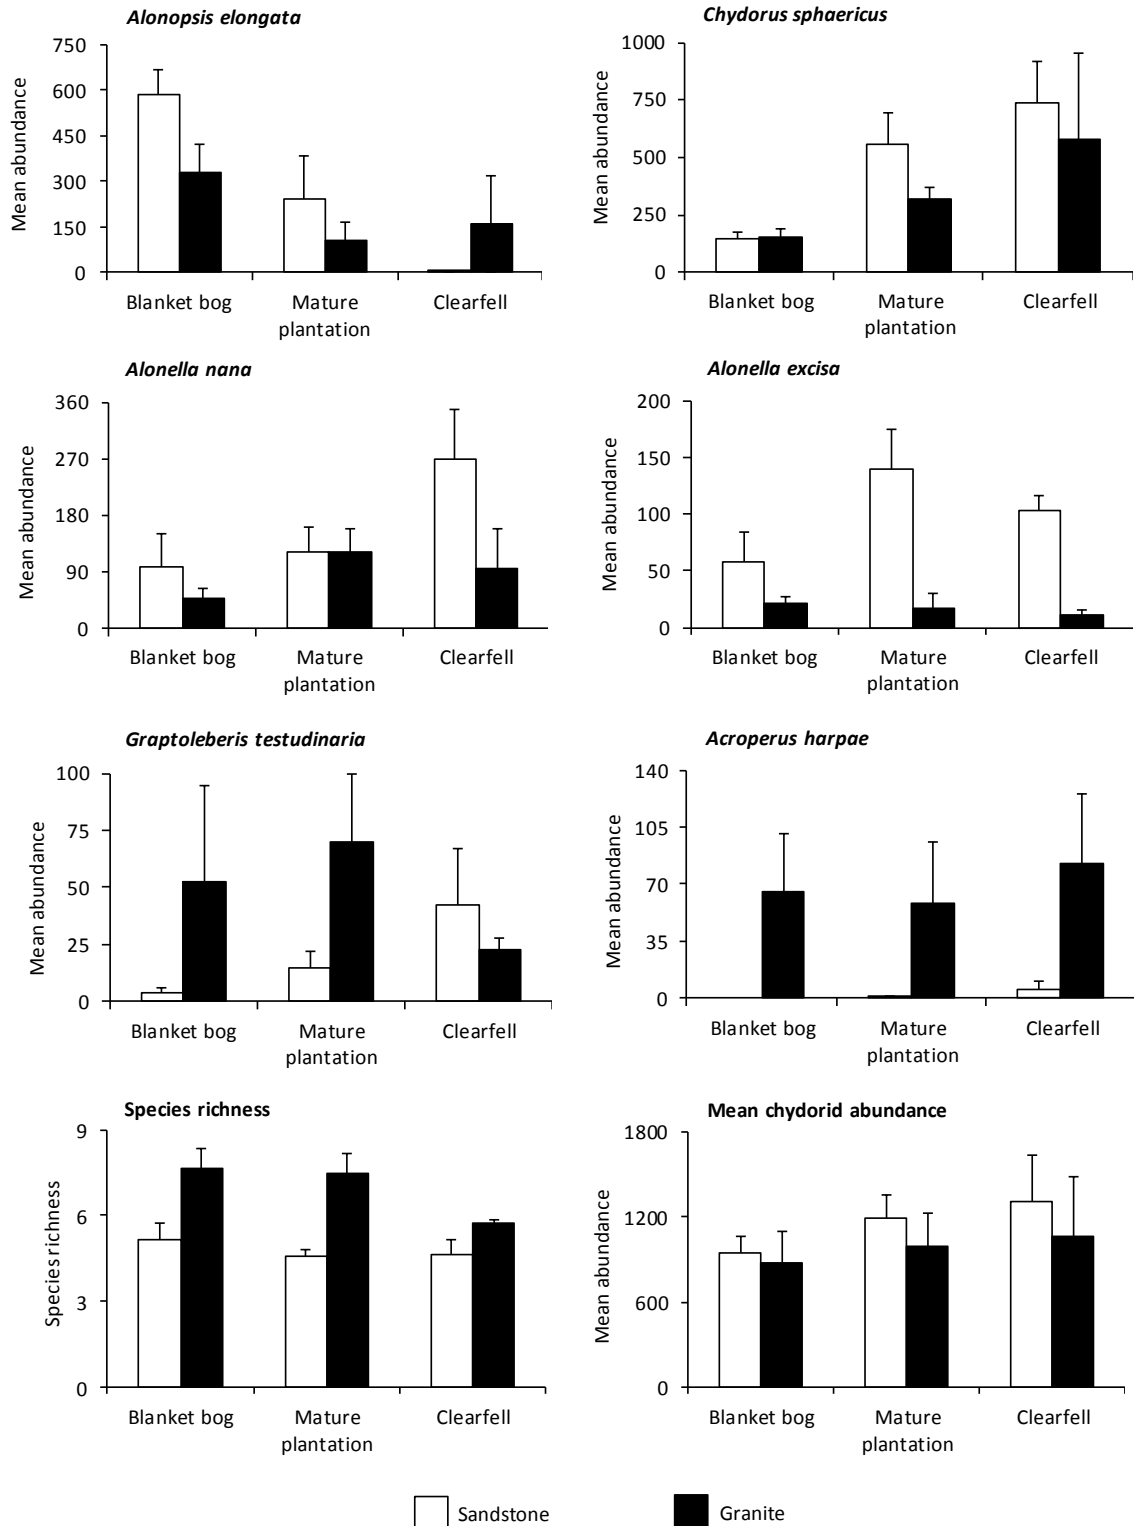 Alonopsis elongata
Mean abundance
750
600
450
300
150
0
Blanket bog
Mature
plantation
Clearfell
Chydorus sphaericus
Mean abundance
1000
750
500
250
0
Blanket bog
Mature
plantation
Clearfell
Alonella nana
Mean abundance
360
270
180
90
0
Blanket bog
Mature
plantation
Clearfell
Alonella excisa
Mean abundance
200
150
100
50
0
Blanket bog
Mature
plantation
Clearfell
Graptoleberis testudinaria
Mean abundance
100
75
50
25
0
Blanket bog
Mature
plantation
Clearfell
Acroperus harpae
Mean abundance
140
105
70
35
0
Blanket bog
Mature
plantation
Clearfell
Species richness
Species richness
9
6
3
0
Blanket bog
Mature
plantation
Clearfell
Mean chydorid abundance
Mean abundance
1800
1200
600
0
Blanket bog
Mature
plantation
Clearfell
Sandstone
Granite